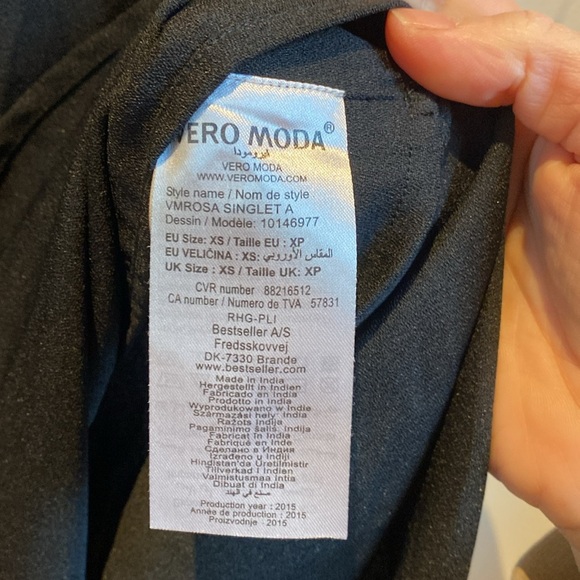 VERO MODA®
فيرومودا
VERO MODA
WWW.VEROMODA.COM
Style name / Nom de style
VMROSA SINGLET A
Dessin / Modèle: 10146977
EU Size: XS / Taille EU : XP
EU VELIČINA : XS: المقاس الأوروبي
UK Size : XS / Taille UK: XP
CVR number 88216512
CA number / Numero de TVA 57831
RHG-PLI
Bestseller A/S
Fredsskovvej
DK-7330 Brande
www.bestseller.com
Made in India
Hergestellt in Indien
Fabricado en India
Prodotto in India
Wyprodukowano w Indie
Származási hely: India
Ražots Indijā
Pagaminimo šalis: Indija
Fabricat în India
Fabriqué en Inde
Сделано в Индия
Izrađeno u Indiji
Hindistan'da Üretilmistir
Tillverkad i Indien
Valmistusmaa Intia
Dibuat di India
صنع في الهند
Production year : 2015
Année de production : 2015
Proizvodnje - 2015